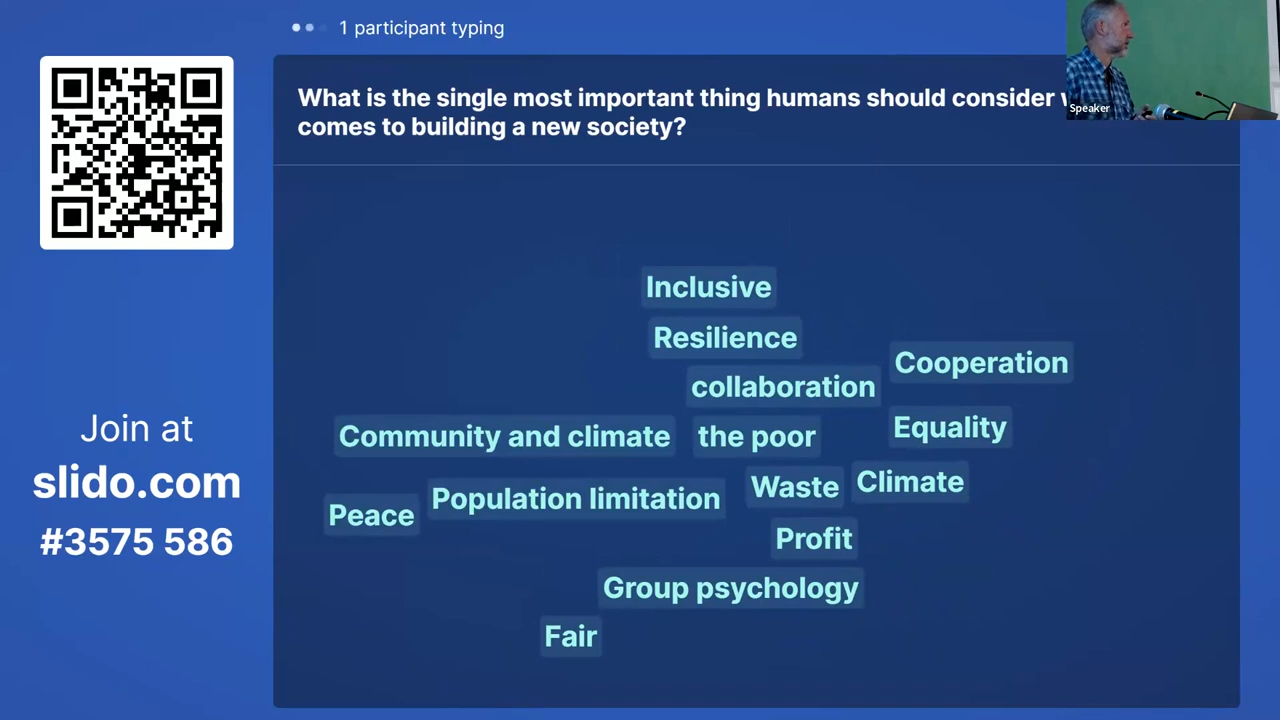 1 participant typing
What is the single most important thing humans should consider
comes to building a new society?
Speaker
Inclusive
Resilience
Cooperation
collaboration
Equality
Community and climate
the poor
Climate
Waste
Population limitation
Peace
Profit
Group psychology
Fair
Join at
slido.com
#3575 586